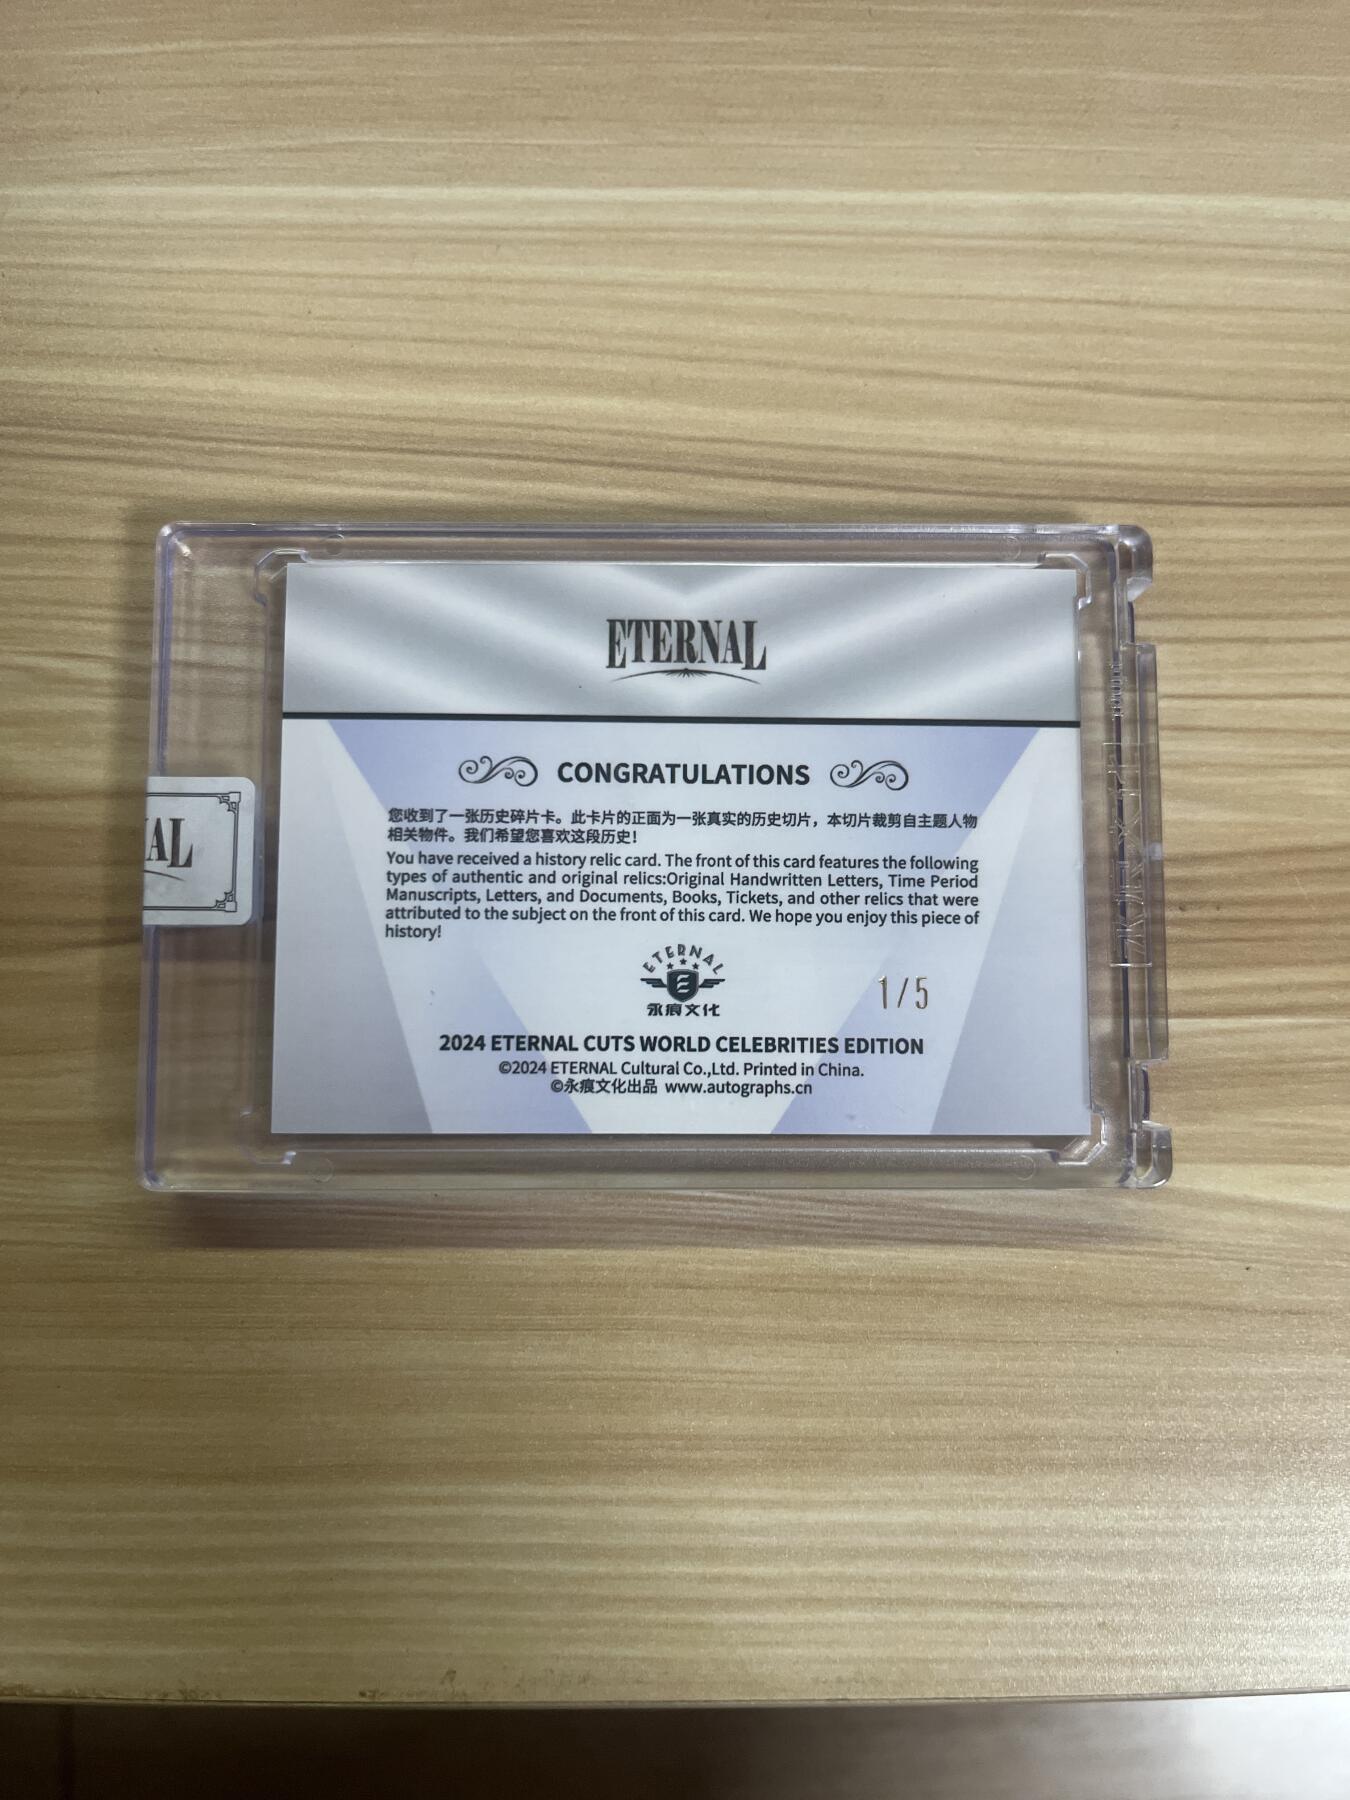 ETERNAL
CONGRATULATIONS
您收到了一张历史碎片卡。此卡片的正面为一张真实的历史切片，本切片裁剪自主题人物
相关物件。我们希望您喜欢这段历史！
You have received a history relic card. The front of this card features the following
types of authentic and original relics:Original Handwritten Letters, Time Period
Manuscripts, Letters, and Documents, Books, Tickets, and other relics that were
attributed to the subject on the front of this card. We hope you enjoy this piece of
history!
AL
ETERNAL
永痕文化
1/5
2024 ETERNAL CUTS WORLD CELEBRITIES EDITION
©2024 ETERNAL Cultural Co.,Ltd. Printed in China.
©永痕文化出品 www.autographs.cn